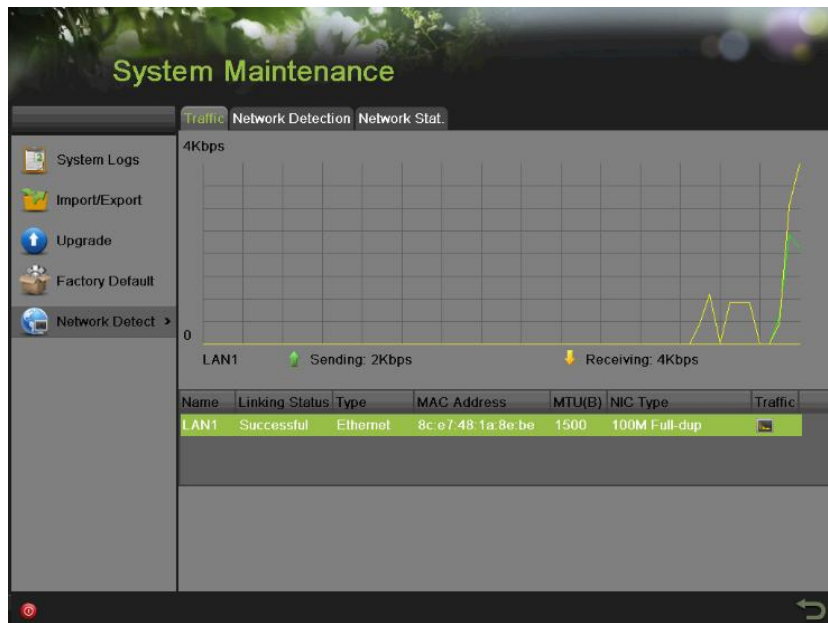 System Maintenance
Traffic Network Detection Network Stat.
System Logs
Import/Export
Upgrade
Factory Default
Network Detect >
4Kbps
0
LAN1 Sending: 2Kbps Receiving: 4Kbps
Name Linking Status Type MAC Address MTU(B) NIC Type Traffic
LAN1 Successful Ethernet 8c:e7:48:1a:8e:be 1500 100M Full-dup